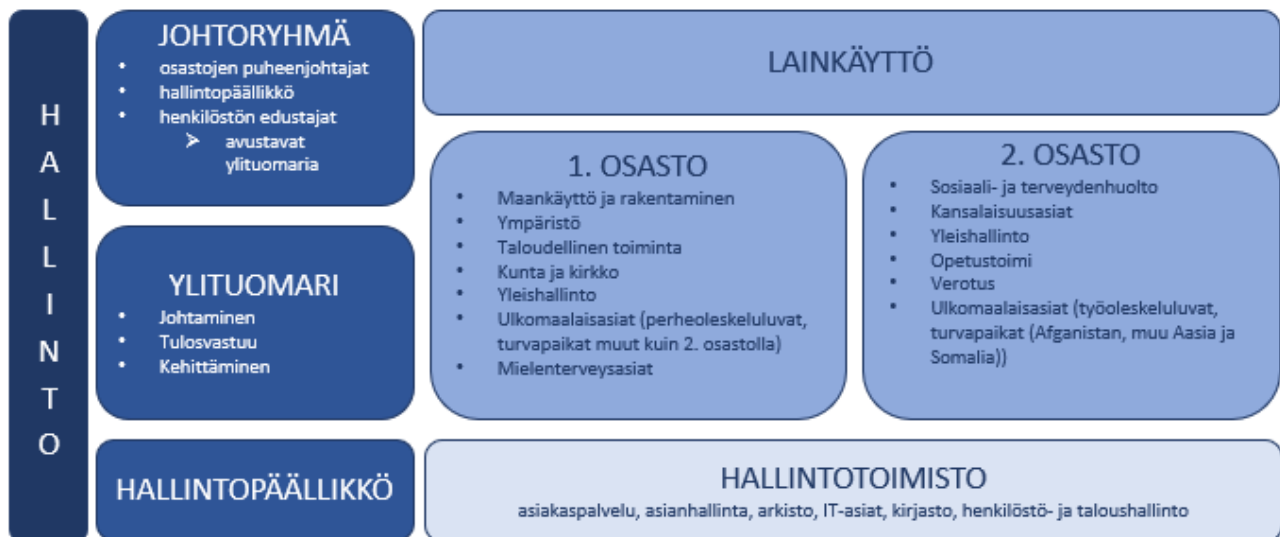 HALLINTO
JOHTORYHMÄ
• osastojen puheenjohtajat
• hallintopäällikkö
• henkilöstön edustajat
➢ avustavat
ylituomaria
YLITUOMARI
• Johtaminen
• Tulosvastuu
• Kehittäminen
HALLINTOPÄÄLLIKKÖ
LAINKÄYTTÖ
1. OSASTO
• Maankäyttö ja rakentaminen
• Ympäristö
• Taloudellinen toiminta
• Kunta ja kirkko
• Yleishallinto
• Ulkomaalaisasiat (perheoleskeluluvat,
turvapaikat muut kuin 2. osastolla)
• Mielenterveysasiat
2. OSASTO
• Sosiaali- ja terveydenhuolto
• Kansalaisuusasiat
• Yleishallinto
• Opetustoimi
• Verotus
• Ulkomaalaisasiat (työoleskeluluvat,
turvapaikat (Afganistan, muu Aasia ja
Somalia))
HALLINTOTOIMISTO
asiakaspalvelu, asianhallinta, arkisto, IT-asiat, kirjasto, henkilöstö- ja taloushallinto